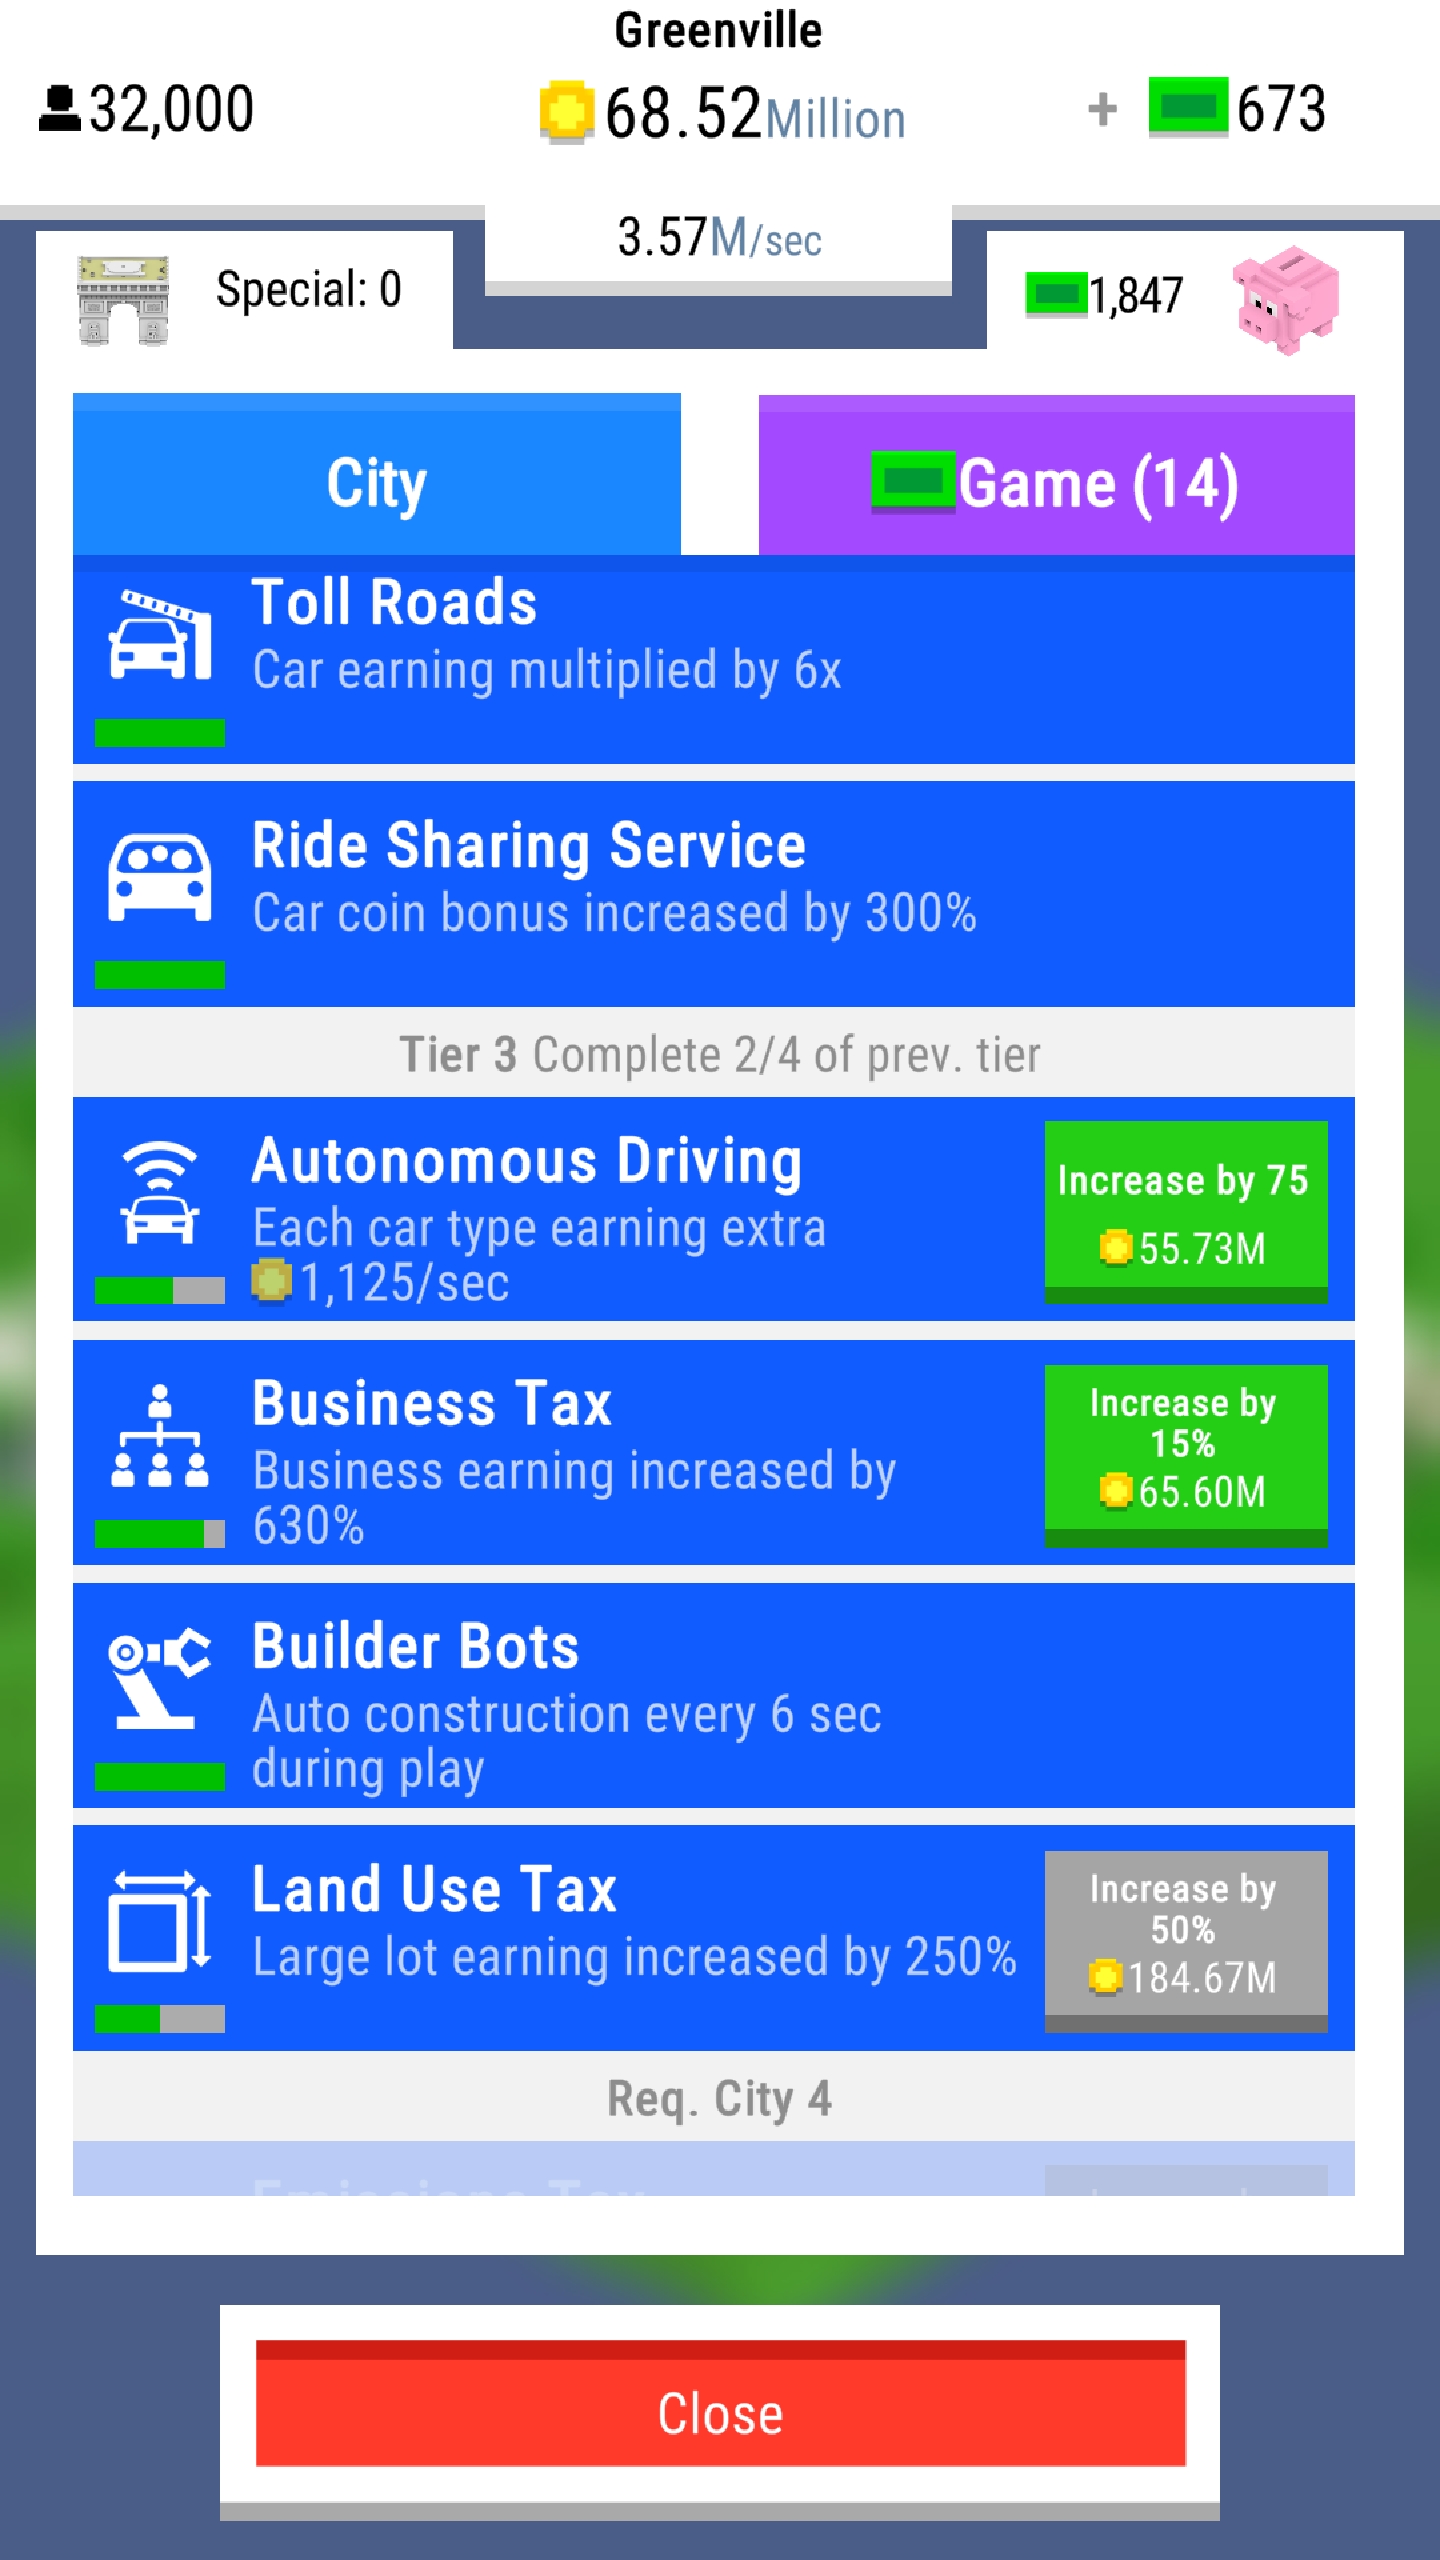 Greenville
32,000
68.52Million
+ 673
3.57M/sec
Special: 0
1,847
City
Game (14)
Toll Roads
Car earning multiplied by 6x
Ride Sharing Service
Car coin bonus increased by 300%
Tier 3 Complete 2/4 of prev. tier
Autonomous Driving
Each car type earning extra
1,125/sec
Increase by 75
55.73M
Business Tax
Business earning increased by
630%
Increase by
15%
65.60M
Builder Bots
Auto construction every 6 sec
during play
Land Use Tax
Large lot earning increased by 250%
Increase by
50%
184.67M
Req. City 4
Emissions Tax
Close